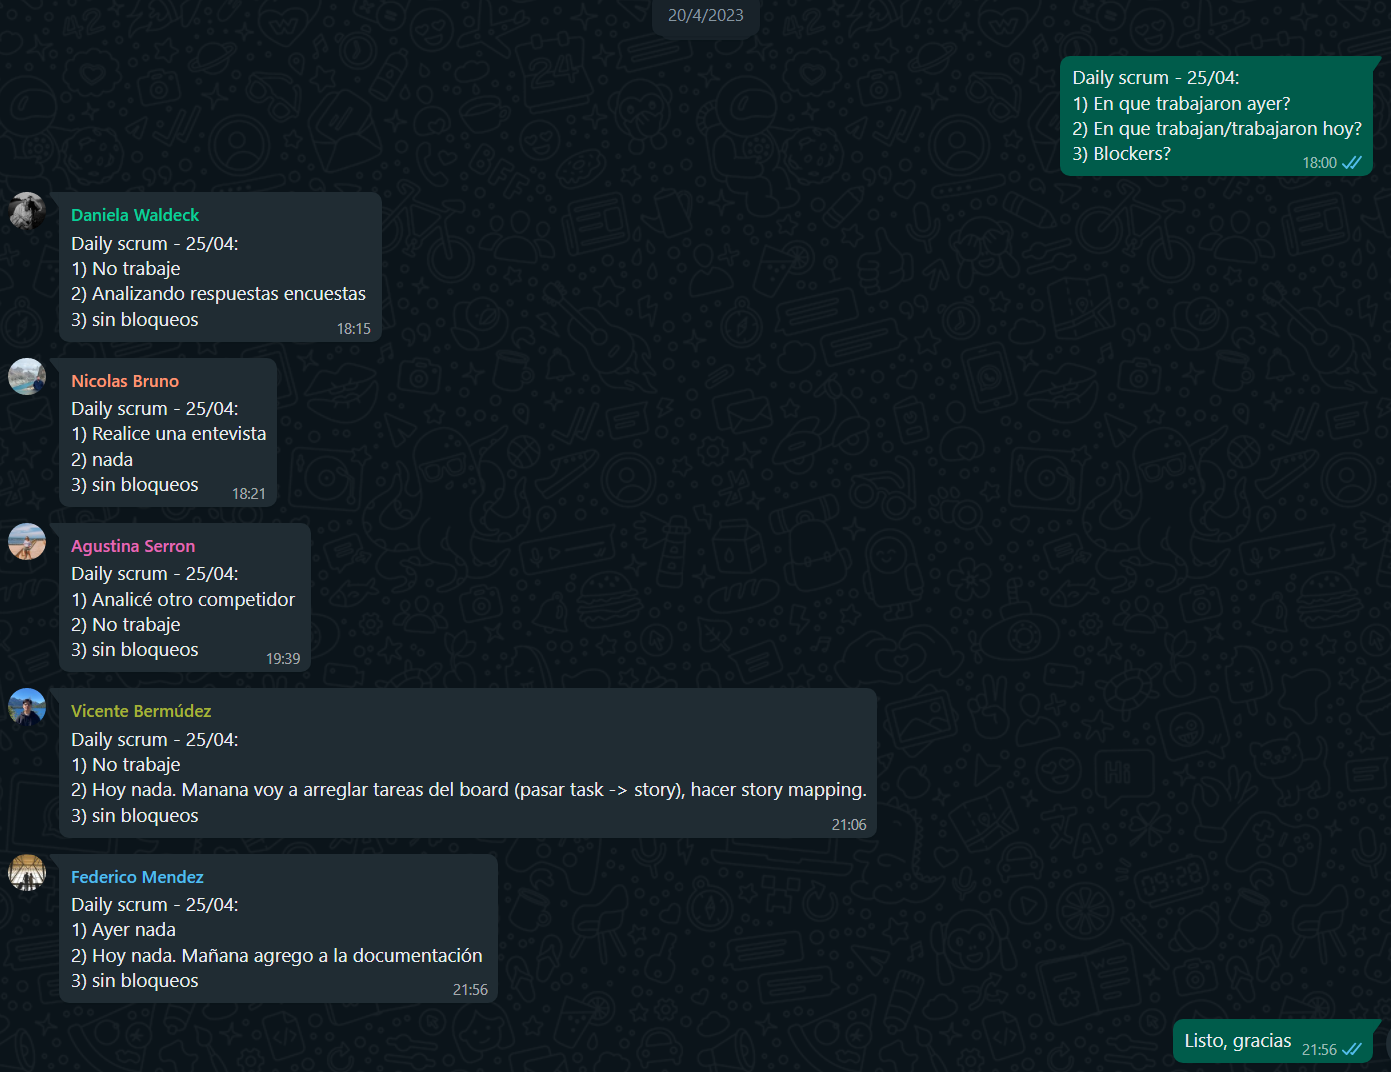 20/4/2023
Daily scrum - 25/04:
1) En que trabajaron ayer?
2) En que trabajan/trabajaron hoy?
3) Blockers?
18:00
Daniela Waldeck
Daily scrum - 25/04:
1) No trabaje
2) Analizando respuestas encuestas
3) sin bloqueos
18:15
Nicolas Bruno
Daily scrum - 25/04:
1) Realice una entevista
2) nada
3) sin bloqueos
18:21
Agustina Serron
Daily scrum - 25/04:
1) Analicé otro competidor
2) No trabaje
3) sin bloqueos
19:39
Vicente Bermúdez
Daily scrum - 25/04:
1) No trabaje
2) Hoy nada. Manana voy a arreglar tareas del board (pasar task -> story), hacer story mapping.
3) sin bloqueos
21:06
Federico Mendez
Daily scrum - 25/04:
1) Ayer nada
2) Hoy nada. Mañana agrego a la documentación
3) sin bloqueos
21:56
Listo, gracias
21:56